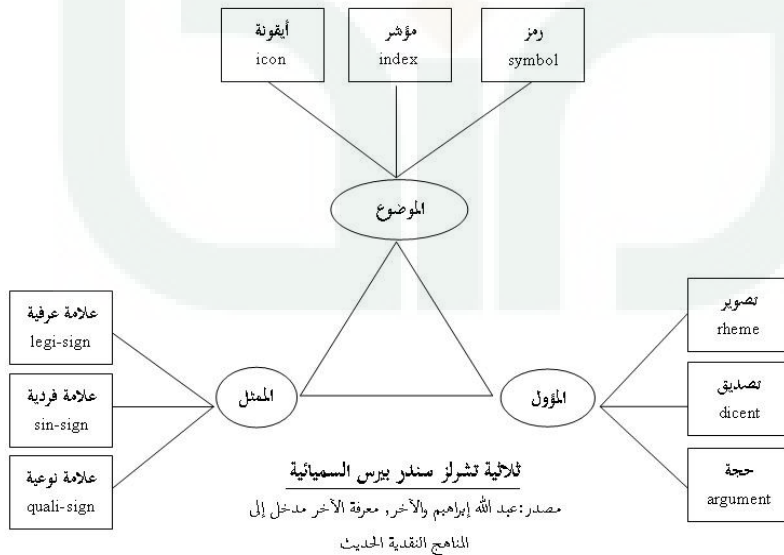 رمز
symbol
مؤشر
index
أيقونة
icon
الموضوع
تصوير
rheme
تصديق
dicent
حجة
argument
المؤول
الممثل
علامة عرفية
legi-sign
علامة فردية
sin-sign
علامة نوعية
quali-sign
ثلاثية تشرلز سندر بيرس السميائية
مصدر:عبد الله إبراهيم والآخر, معرفة الآخر مدخل إلى
المناهج النقدية الحديث